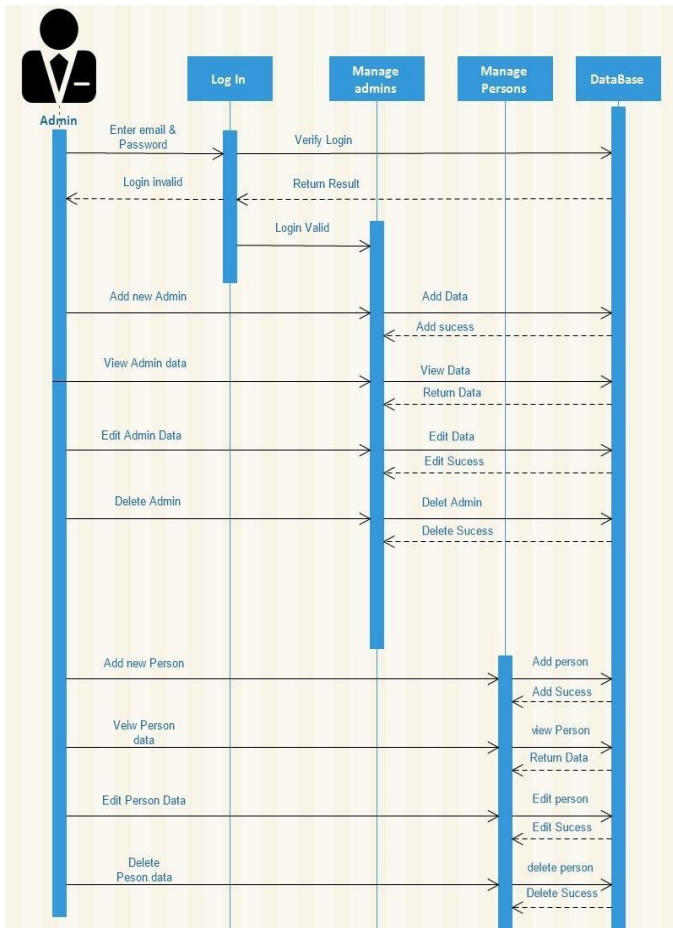 Log In
Manage
admins
Manage
Persons
DataBase
Admin
Enter email &
Password
Verify Login
Login invalid
Return Result
Login Valid
Add new Admin
Add Data
Add sucess
View Admin data
View Data
Return Data
Edit Admin Data
Edit Data
Edit Sucess
Delete Admin
Delet Admin
Delete Sucess
Add new Person
Add person
Add Sucess
Veiw Person
data
view Person
Return Data
Edit Person Data
Edit person
Edit Sucess
Delete
Peson.data
delete person
Delete Sucess